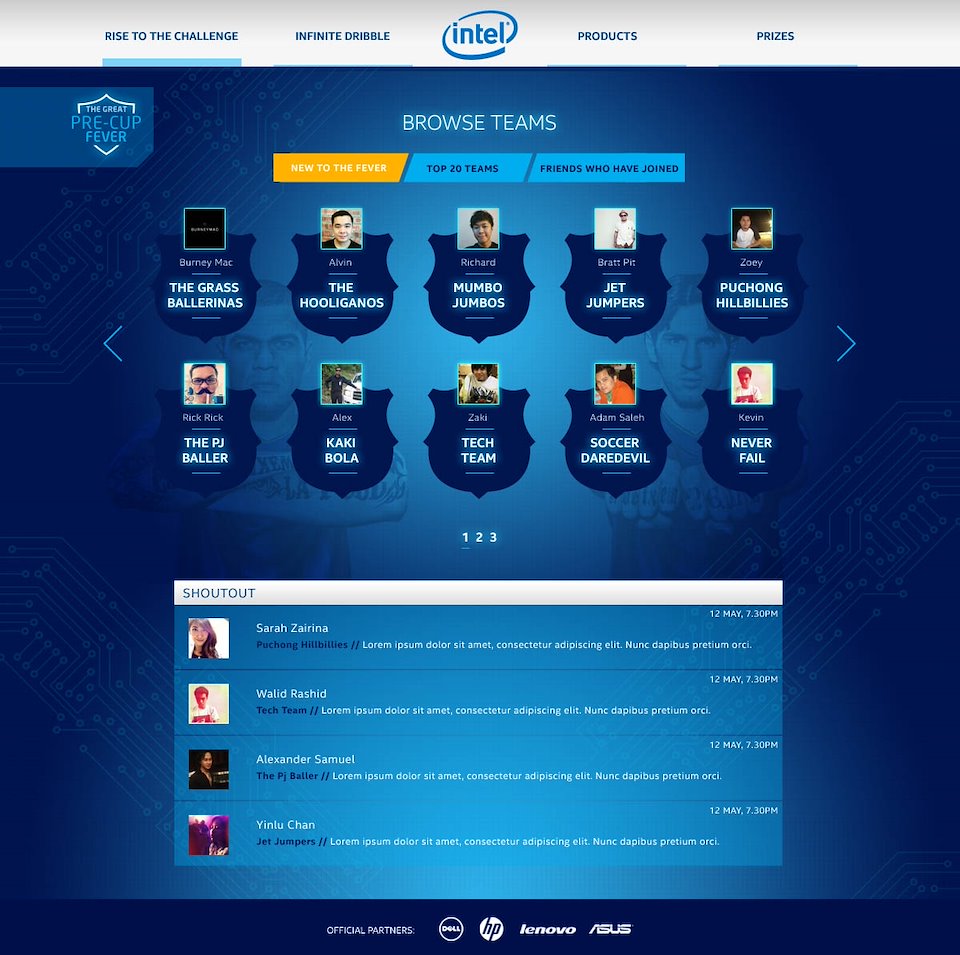 RISE TO THE CHALLENGE
INFINITE DRIBBLE
intel
PRODUCTS
PRIZES
THE GREAT
PRE-CUP
FEVER
BROWSE TEAMS
NEW TO THE FEVER
TOP 20 TEAMS
FRIENDS WHO HAVE JOINED
BURNEYMAC
Burney Mac
THE GRASS
BALLERINAS
Alvin
THE
HOOLIGANOS
Richard
MUMBO
JUMBOS
Bratt Pit
JET
JUMPERS
Zoey
PUCHONG
HILLBILLIES
Rick Rick
THE PJ
BALLER
Alex
KAKI
BOLA
Zaki
TECH
TEAM
Adam Saleh
SOCCER
DAREDEVIL
Kevin
NEVER
FAIL
1 2 3
SHOUTOUT
12 MAY, 7.30PM
Sarah Zairina
Puchong Hillbillies // Lorem ipsum dolor sit amet, consectetur adipiscing elit. Nunc dapibus pretium orci.
12 MAY, 7.30PM
Walid Rashid
Tech Team // Lorem ipsum dolor sit amet, consectetur adipiscing elit. Nunc dapibus pretium orci.
12 MAY, 7.30PM
Alexander Samuel
The Pj Baller // Lorem ipsum dolor sit amet, consectetur adipiscing elit. Nunc dapibus pretium orci.
12 MAY, 7.30PM
Yinlu Chan
Jet Jumpers // Lorem ipsum dolor sit amet, consectetur adipiscing elit. Nunc dapibus pretium orci.
OFFICIAL PARTNERS:
DELL
hp
lenovo
ASUS